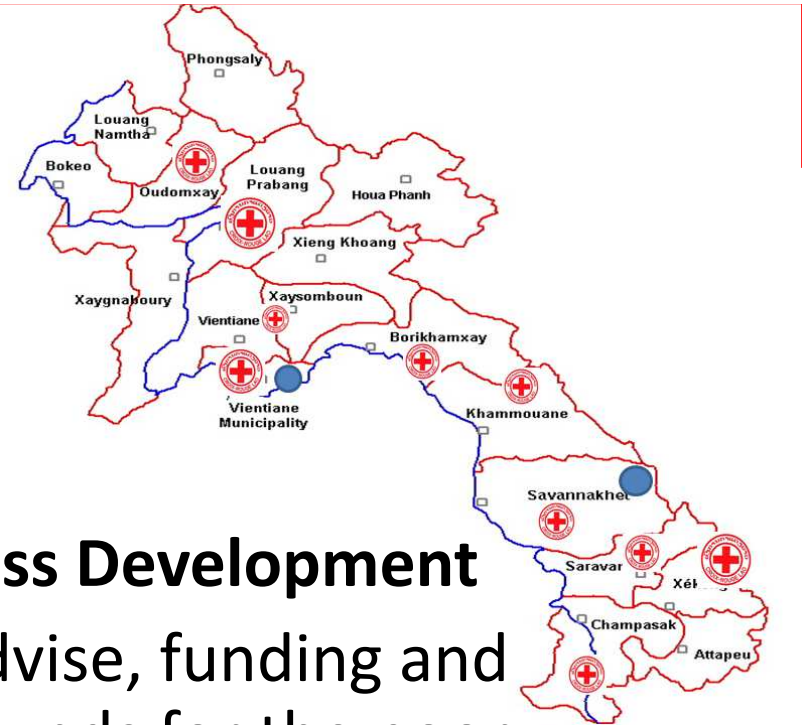 Phongsaly
Louang
Namtha
Bokeo
Oudomxay
Louang
Prabang
Houa Phanh
Xieng Khoang
Xaygnaboury
Xaysomboun
Vientiane
Borikhamxay
Vientiane
Municipality
Khammouane
Savannakhet
Saravan
Champasak
Attapeu
ss Development
dvise, funding and